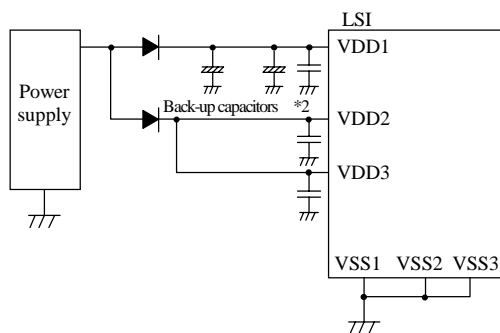 LSI
VDD1
Power
supply
Back-up capacitors *2
VDD2
VDD3
VSS1 VSS2 VSS3